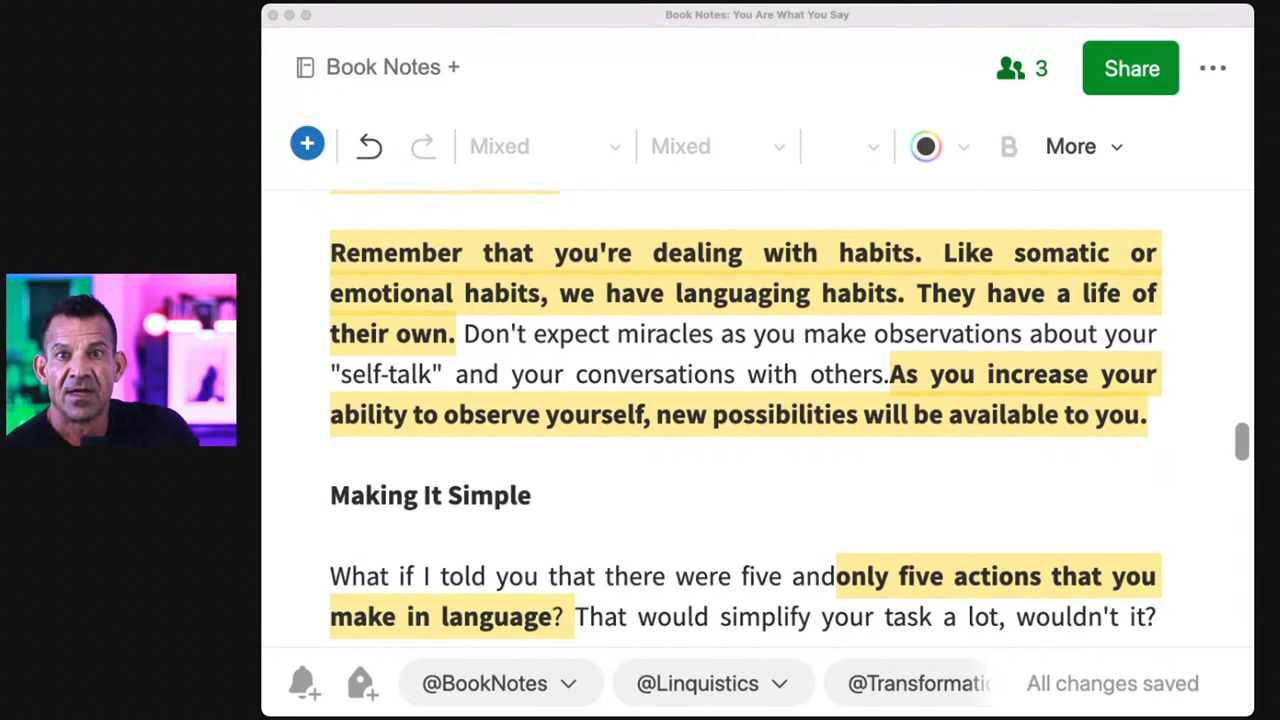 Book Notes: You Are What You Say
Book Notes +
3
Share
Mixed
Mixed
B
More
Remember that you're dealing with habits. Like somatic or
emotional habits, we have languaging habits. They have a life of
their own. Don't expect miracles as you make observations about your
"self-talk" and your conversations with others.As you increase your
ability to observe yourself, new possibilities will be available to you.
Making It Simple
What if I told you that there were five andonly five actions that you
make in language? That would simplify your task a lot, wouldn't it?
@BookNotes
@Linquistics
@Transformatic
All changes saved